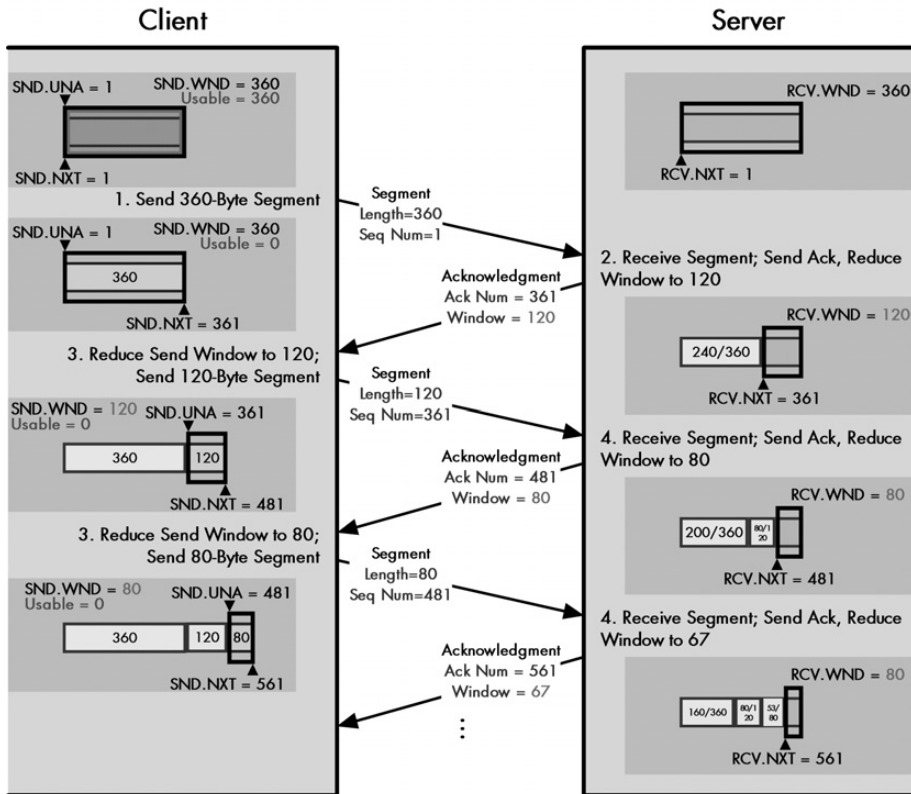 Client
Server
SND.UNA = 1
SND.WND = 360
Usable = 360
SND.NXT = 1
RCV.WND = 360
RCV.NXT = 1
1. Send 360-Byte Segment
Segment
Length=360
Seq Num=1
SND.UNA = 1
SND.WND = 360
Usable = 0
360
SND.NXT = 361
2. Receive Segment; Send Ack, Reduce
Window to 120
Acknowledgment
Ack Num = 361
Window = 120
RCV.WND = 120
240/360
RCV.NXT = 361
3. Reduce Send Window to 120;
Send 120-Byte Segment
Segment
Length=120
Seq Num=361
SND.WND = 120
Usable = 0
SND.UNA = 361
360
120
SND.NXT = 481
4. Receive Segment; Send Ack, Reduce
Window to 80
Acknowledgment
Ack Num = 481
Window = 80
RCV.WND = 80
200/360
80/1
20
RCV.NXT = 481
3. Reduce Send Window to 80;
Send 80-Byte Segment
Segment
Length=80
Seq Num=481
SND.WND = 80
Usable = 0
SND.UNA = 481
360
120
80
SND.NXT = 561
4. Receive Segment; Send Ack, Reduce
Window to 67
Acknowledgment
Ack Num = 561
Window = 67
RCV.WND = 80
160/360
80/1
20
53/
80
RCV.NXT = 561